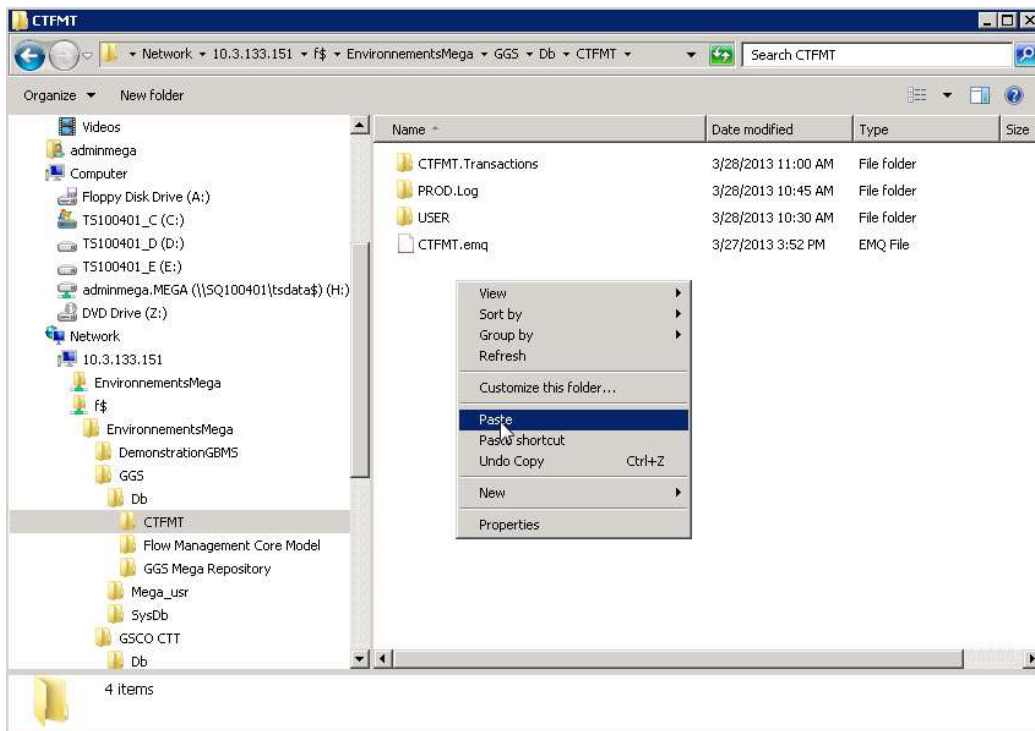 CTFMT
Network 10.3.133.151 f$ EnvironnementsMega GGS Db CTFMT Search CTFMT
Organize New folder
Videos
adminmega
Computer
Floppy Disk Drive (A:)
TS100401_C (C:)
TS100401_D (D:)
TS100401_E (E:)
adminmega.MEGA (\\SQ100401\tsdata$) (H:)
DVD Drive (Z:)
Network
10.3.133.151
EnvironnementsMega
f$
EnvironnementsMega
DemonstrationGBMS
GGS
Db
CTFMT
Flow Management Core Model
GGS Mega Repository
Mega_usr
SysDb
GSCO CTT
Db
Name Date modified Type Size
CTFMT.Transactions 3/28/2013 11:00 AM File folder
PROD.Log 3/28/2013 10:45 AM File folder
USER 3/28/2013 10:30 AM File folder
CTFMT.emq 3/27/2013 3:52 PM EMQ File
View
Sort by
Group by
Refresh
Customize this folder...
Paste
Paste shortcut
Undo Copy Ctrl+Z
New
Properties
4 items